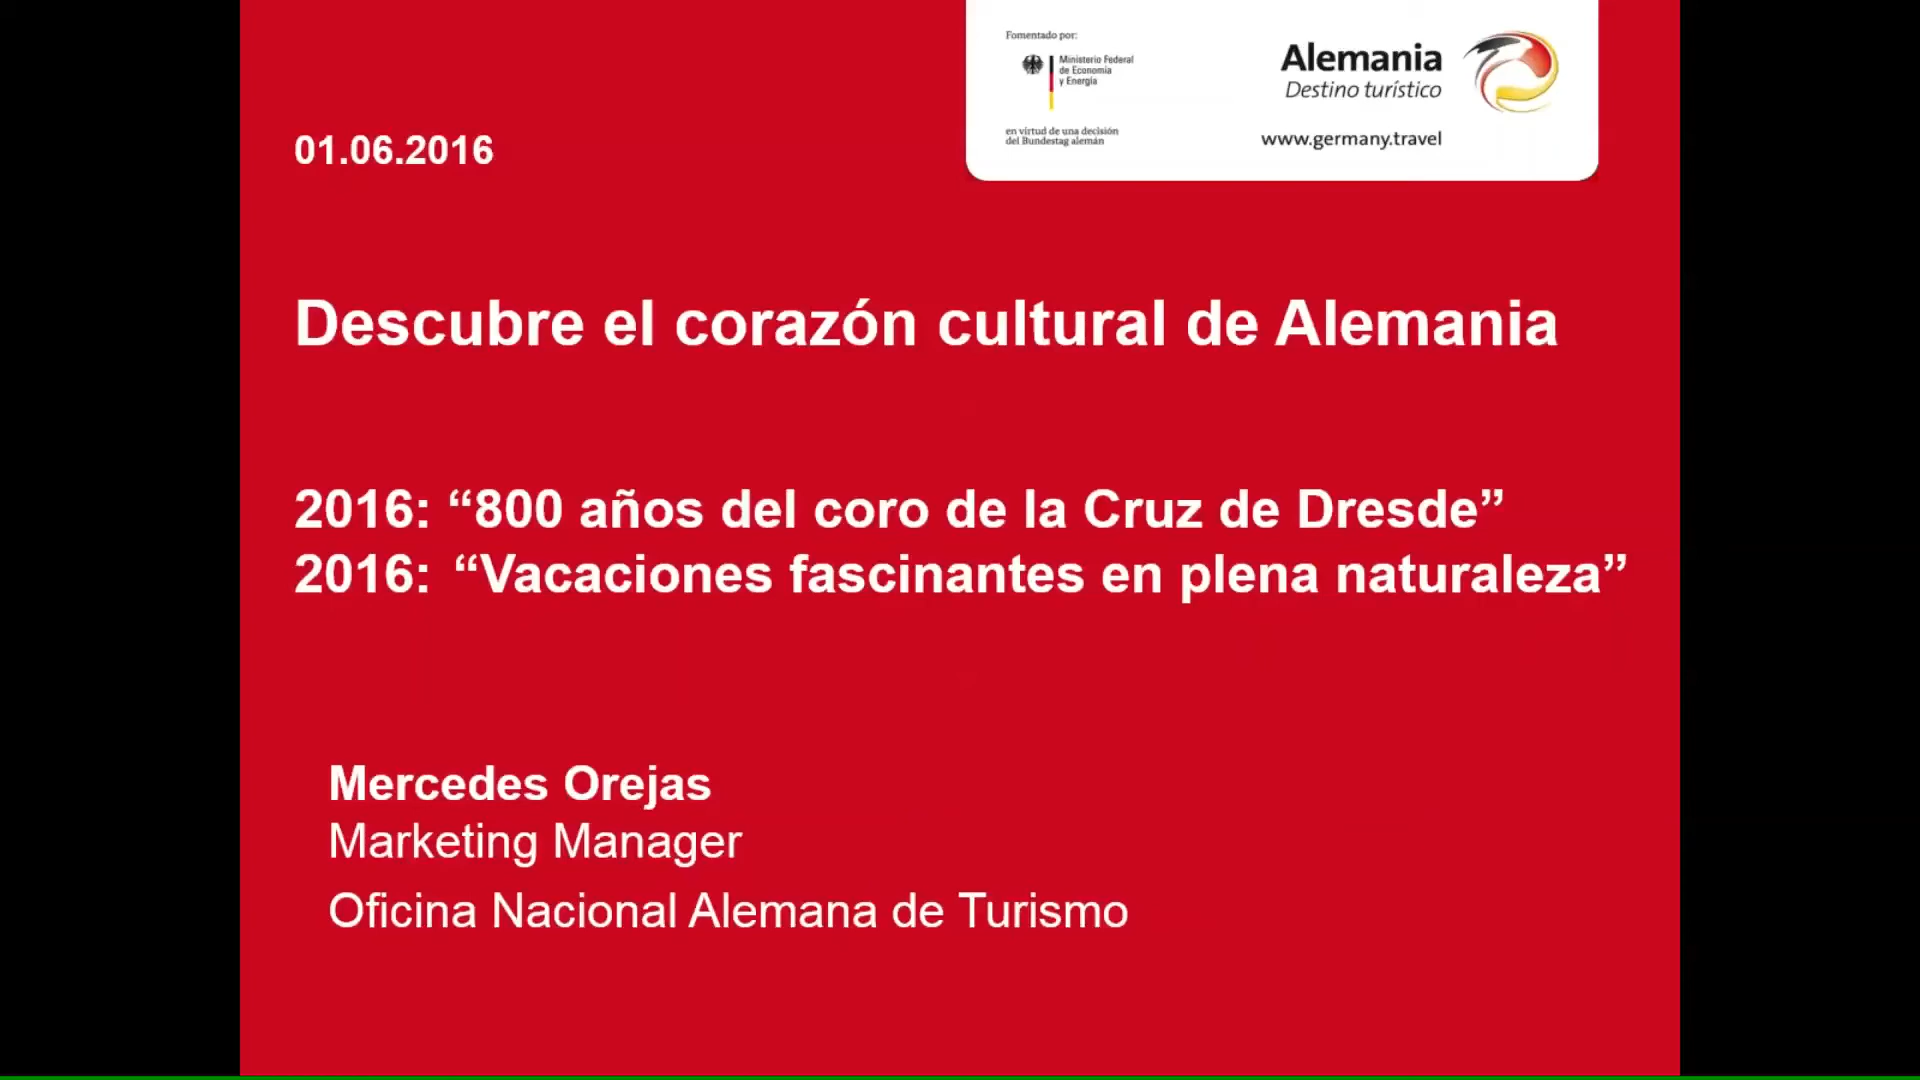 Fomentado por:
Ministerio Federal
de Economía
y Energía
en virtud de una decisión
del Bundestag alemán
Alemania
Destino turístico
www.germany.travel
01.06.2016
Descubre el corazón cultural de Alemania
2016: “800 años del coro de la Cruz de Dresde”
2016: “Vacaciones fascinantes en plena naturaleza”
Mercedes Orejas
Marketing Manager
Oficina Nacional Alemana de Turismo